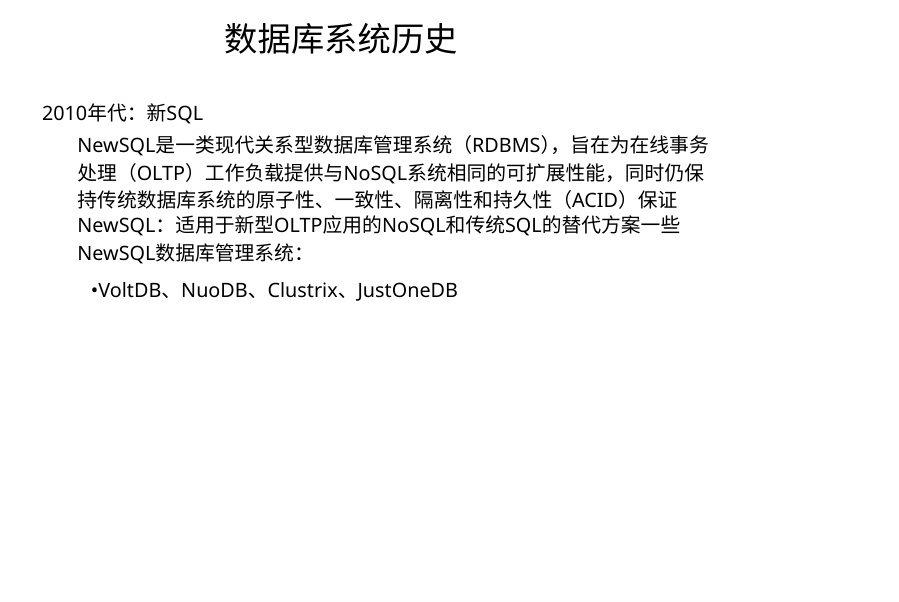 数据库系统历史
2010年代：新SQL
NewSQL是一类现代关系型数据库管理系统（RDBMS），旨在为在线事务
处理（OLTP）工作负载提供与NoSQL系统相同的可扩展性能，同时仍保
持传统数据库系统的原子性、一致性、隔离性和持久性（ACID）保证
NewSQL：适用于新型OLTP应用的NoSQL和传统SQL的替代方案一些
NewSQL数据库管理系统：
•VoltDB、NuoDB、Clustrix、JustOneDB